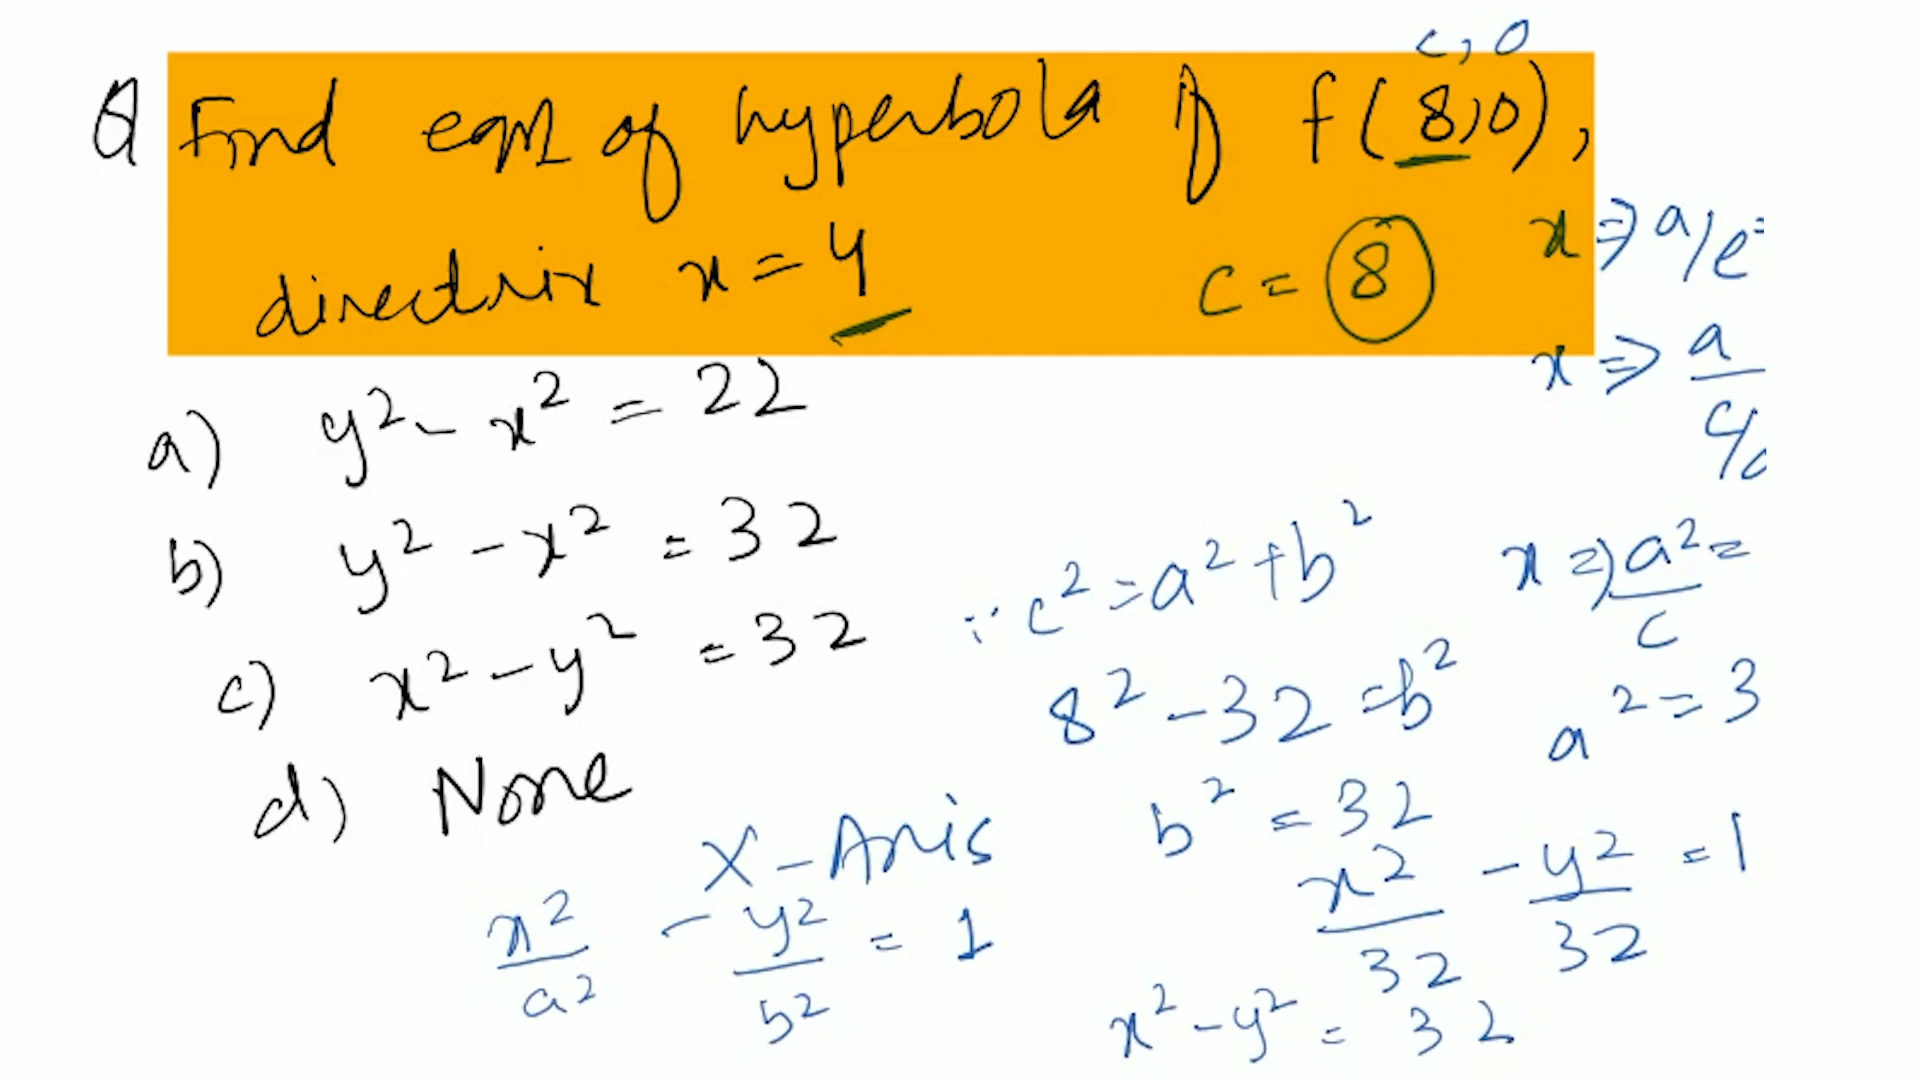 c, 0
Q Find eqn of hyperbola if f(8,0),
directrix x = 4
c = 8
x ⇒ a/e =
x ⇒ a/c/a
a) y² - x² = 22
b) y² - x² = 32
c) x² - y² = 32
d) None
∵ c² = a² + b²
8² - 32 = b²
b² = 32
x ⇒ a²/c =
a² = 3
X-Axis
x²/a² - y²/b² = 1
x²/32 - y²/32 = 1
x² - y² = 32